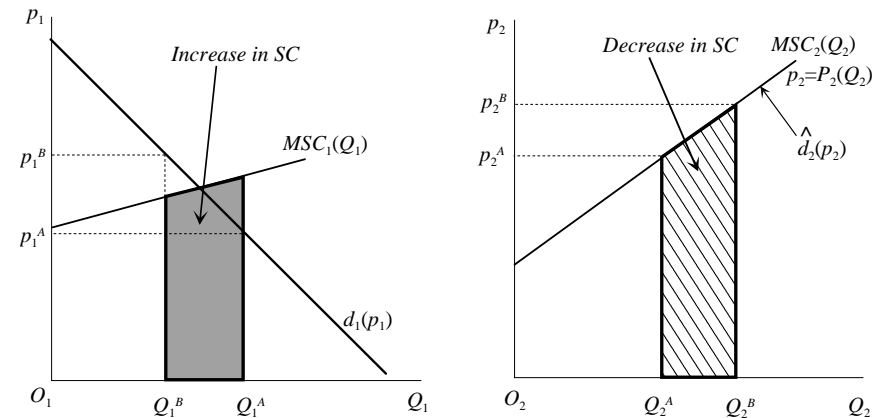 p₁
Increase in SC
MSC₁(Q₁)
p₁ᴮ
p₁ᴬ
d₁(p₁)
O₁
Q₁ᴮ
Q₁ᴬ
Q₁
p₂
Decrease in SC
MSC₂(Q₂)
p₂=P₂(Q₂)
p₂ᴮ
d̂₂(p₂)
p₂ᴬ
O₂
Q₂ᴬ
Q₂ᴮ
Q₂